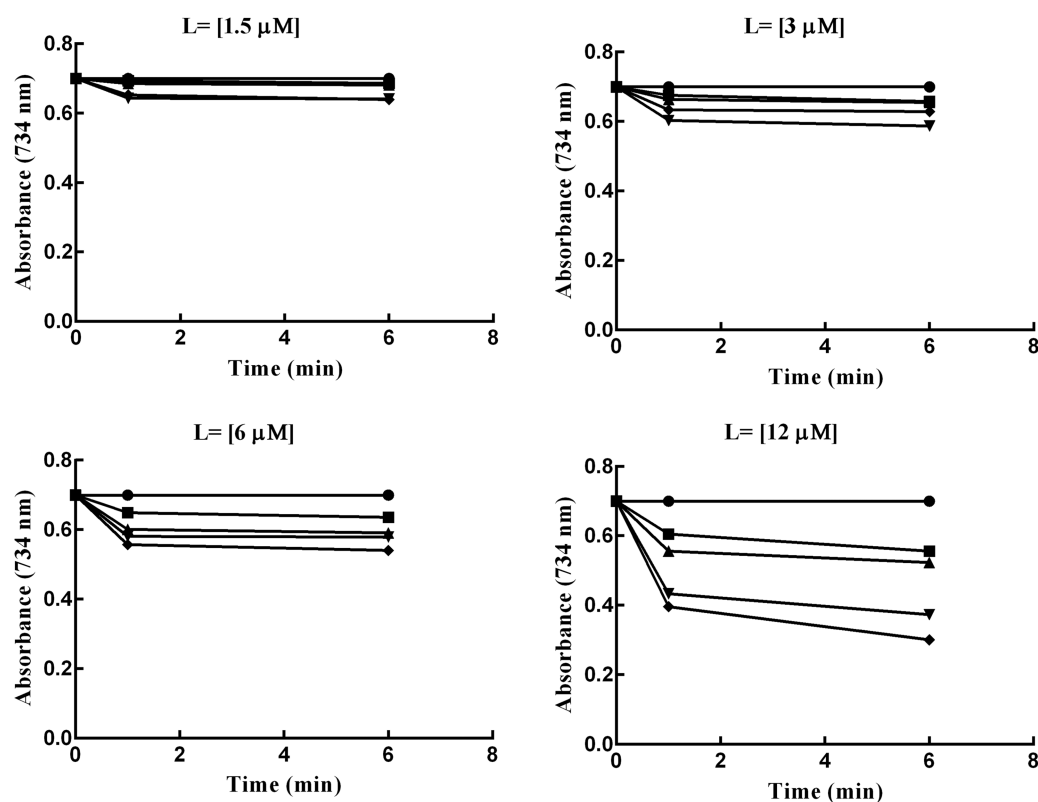 L= [1.5 µM]
Absorbance (734 nm)
0.8
0.6
0.4
0.2
0.0
0 2 4 6 8
Time (min)
L= [3 µM]
Absorbance (734 nm)
0.8
0.6
0.4
0.2
0.0
0 2 4 6 8
Time (min)
L= [6 µM]
Absorbance (734 nm)
0.8
0.6
0.4
0.2
0.0
0 2 4 6 8
Time (min)
L= [12 µM]
Absorbance (734 nm)
0.8
0.6
0.4
0.2
0.0
0 2 4 6 8
Time (min)